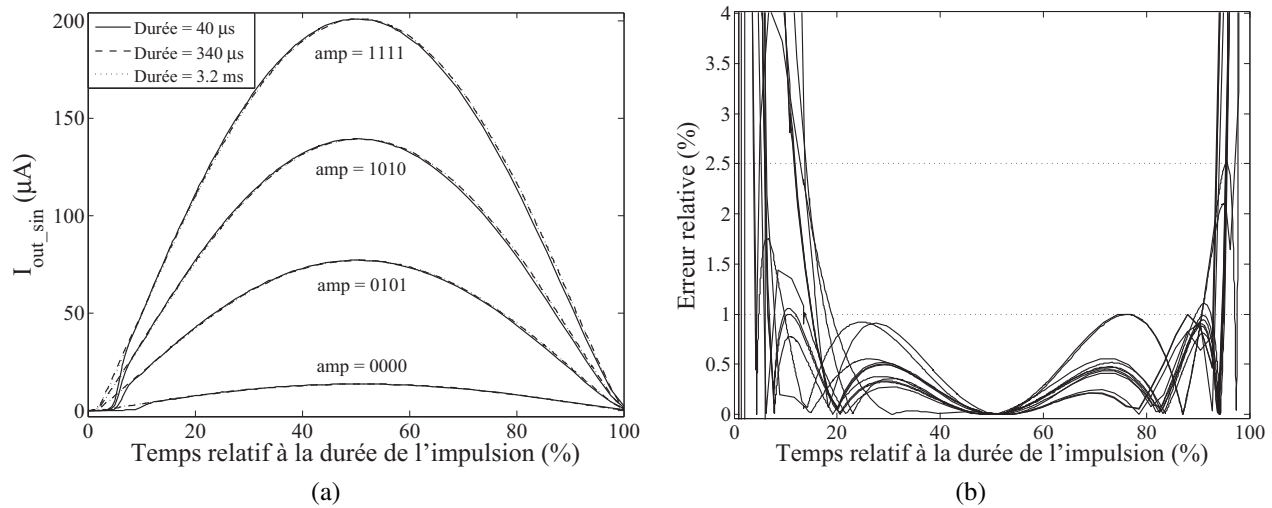 200
150
100
50
0
I_out_sin (µA)
Durée = 40 µs
Durée = 340 µs
Durée = 3.2 ms
amp = 1111
amp = 1010
amp = 0101
amp = 0000
0 20 40 60 80 100
Temps relatif à la durée de l'impulsion (%)
(a)
4
3.5
3
2.5
2
1.5
1
0.5
0
Erreur relative (%)
0 20 40 60 80 100
Temps relatif à la durée de l'impulsion (%)
(b)